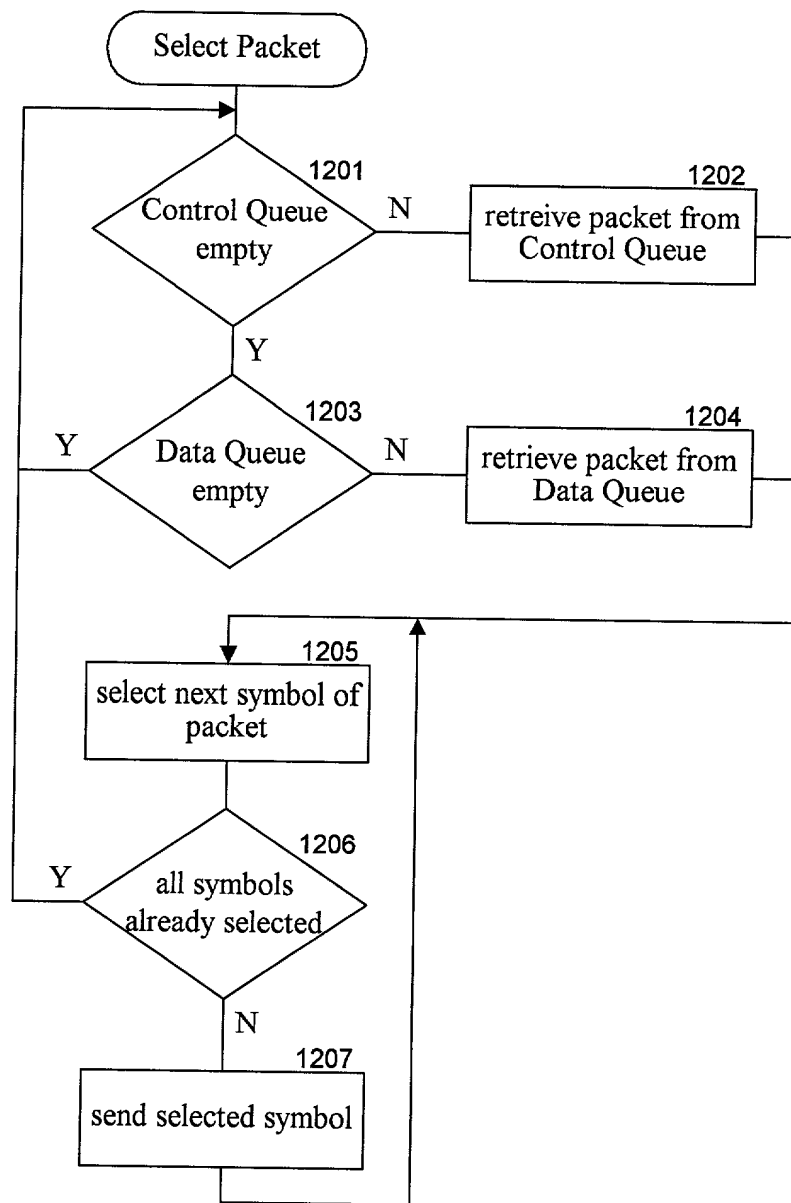 Select Packet
1201
Control Queue
empty
N
1202
retreive packet from
Control Queue
Y
1203
Data Queue
empty
Y
N
1204
retrieve packet from
Data Queue
1205
select next symbol of
packet
1206
Y
all symbols
already selected
N
1207
send selected symbol